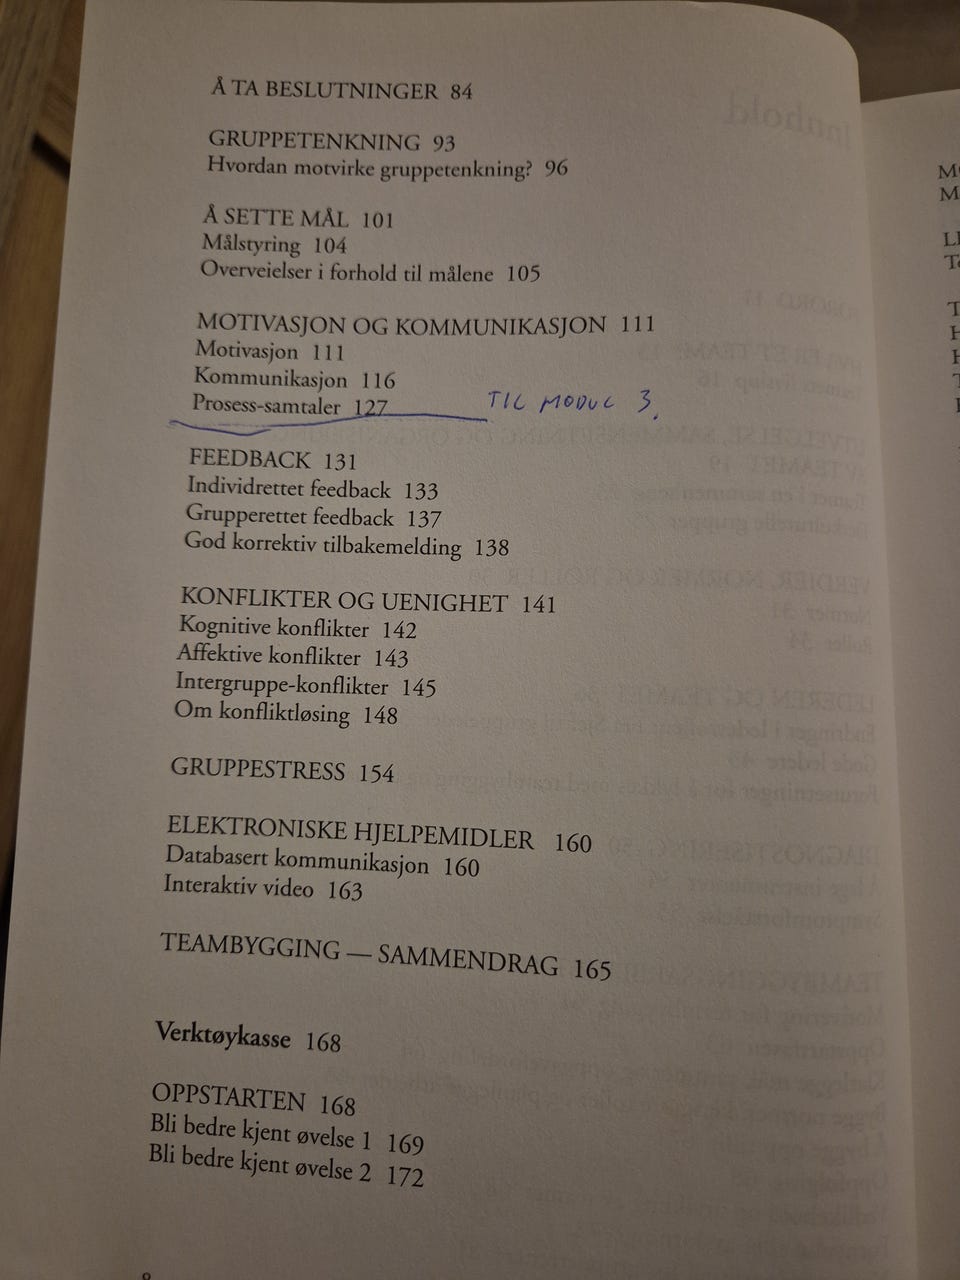 Å TA BESLUTNINGER 84
GRUPPETENKNING 93
Hvordan motvirke gruppetenkning? 96
Å SETTE MÅL 101
Målstyring 104
Overveielser i forhold til målene 105
MOTIVASJON OG KOMMUNIKASJON 111
Motivasjon 111
Kommunikasjon 116
Prosess-samtaler 127 TIL MODUL 3.
FEEDBACK 131
Individrettet feedback 133
Grupperettet feedback 137
God korrektiv tilbakemelding 138
KONFLIKTER OG UENIGHET 141
Kognitive konflikter 142
Affektive konflikter 143
Intergruppe-konflikter 145
Om konfliktløsing 148
GRUPPESTRESS 154
ELEKTRONISKE HJELPEMIDLER 160
Databasert kommunikasjon 160
Interaktiv video 163
TEAMBYGGING — SAMMENDRAG 165
Verktøykasse 168
OPPSTARTEN 168
Bli bedre kjent øvelse 1 169
Bli bedre kjent øvelse 2 172